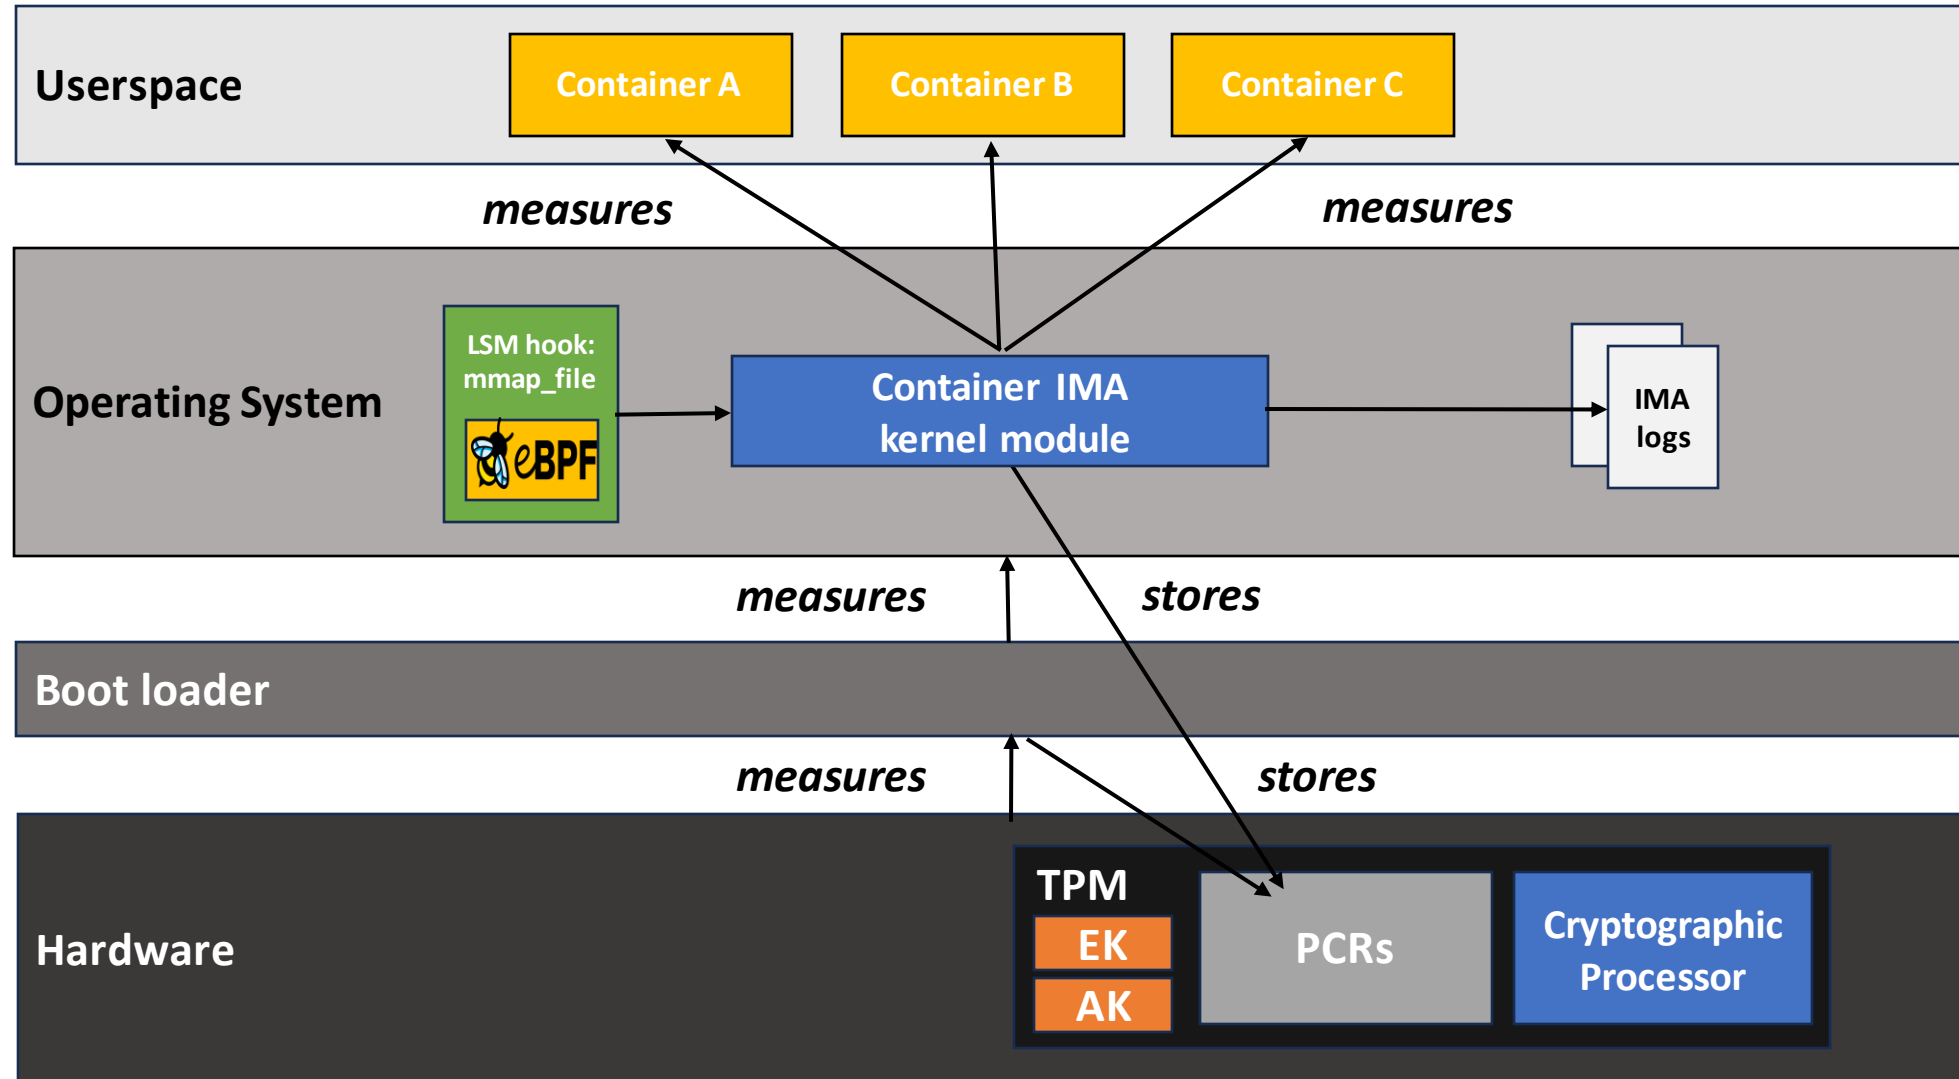 Userspace
Container A
Container B
Container C
measures
measures
LSM hook:
mmap_file
eBPF
Operating System
Container IMA
kernel module
IMA
logs
measures
stores
Boot loader
measures
stores
Hardware
TPM
EK
AK
PCRs
Cryptographic
Processor